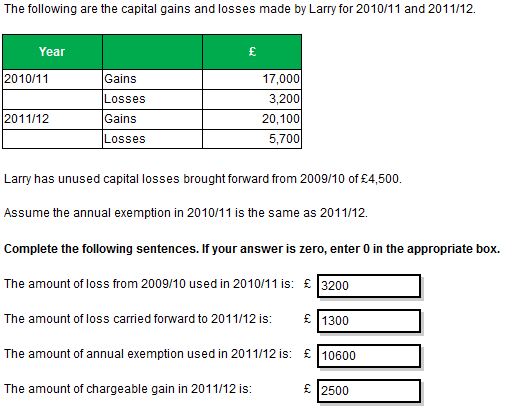 The following are the capital gains and losses made by Larry for 2010/11 and 2011/12.
Year £
2010/11 Gains 17,000
Losses 3,200
2011/12 Gains 20,100
Losses 5,700
Larry has unused capital losses brought forward from 2009/10 of £4,500.
Assume the annual exemption in 2010/11 is the same as 2011/12.
Complete the following sentences. If your answer is zero, enter 0 in the appropriate box.
The amount of loss from 2009/10 used in 2010/11 is: £ 3200
The amount of loss carried forward to 2011/12 is: £ 1300
The amount of annual exemption used in 2011/12 is: £ 10600
The amount of chargeable gain in 2011/12 is: £ 2500